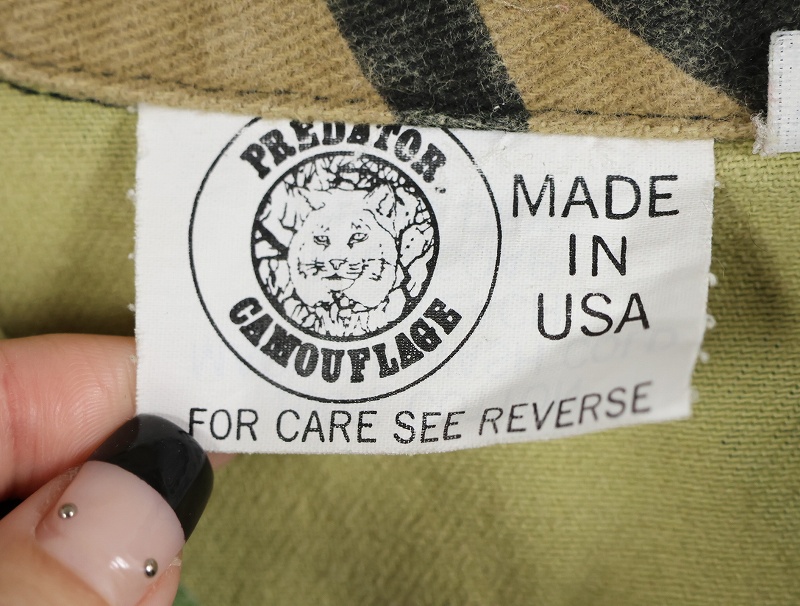 PREDATOR
CAMOUFLAGE
MADE
IN
USA
FOR CARE SEE REVERSE